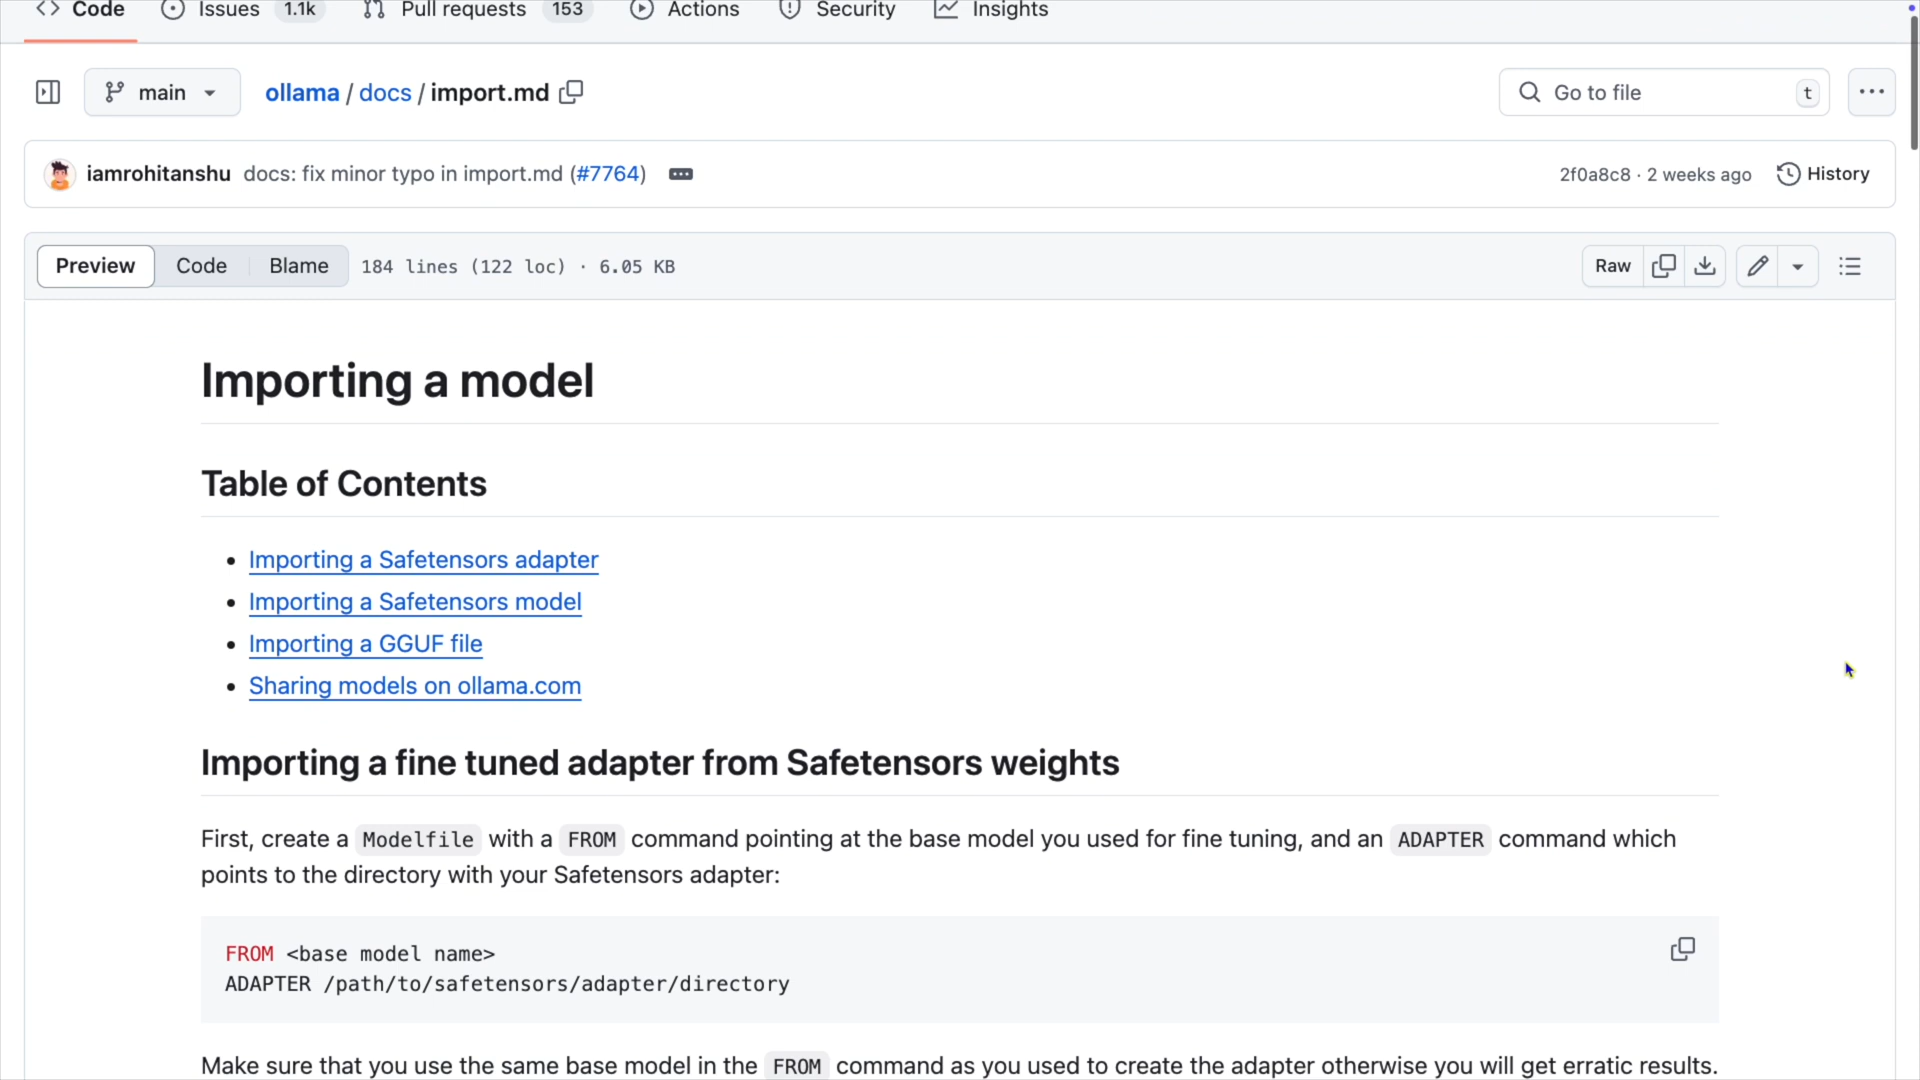 Code Issues 1.1k Pull requests 153 Actions Security Insights
main ollama / docs / import.md Go to file t
iamrohitanshu docs: fix minor typo in import.md (#7764) 2f0a8c8 · 2 weeks ago History
Preview Code Blame 184 lines (122 loc) · 6.05 KB Raw
Importing a model
Table of Contents
• Importing a Safetensors adapter
• Importing a Safetensors model
• Importing a GGUF file
• Sharing models on ollama.com
Importing a fine tuned adapter from Safetensors weights
First, create a Modelfile with a FROM command pointing at the base model you used for fine tuning, and an ADAPTER command which
points to the directory with your Safetensors adapter:
FROM <base model name>
ADAPTER /path/to/safetensors/adapter/directory
Make sure that you use the same base model in the FROM command as you used to create the adapter otherwise you will get erratic results.